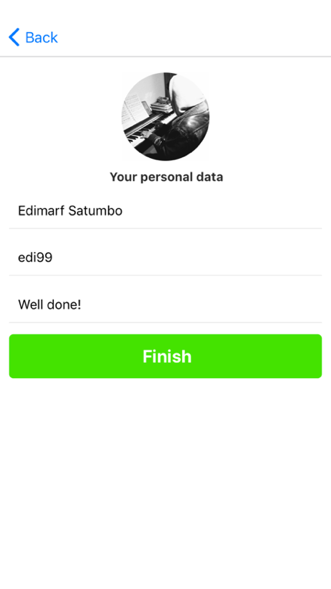 Back
Your personal data
Edimarf Satumbo
edi99
Well done!
Finish